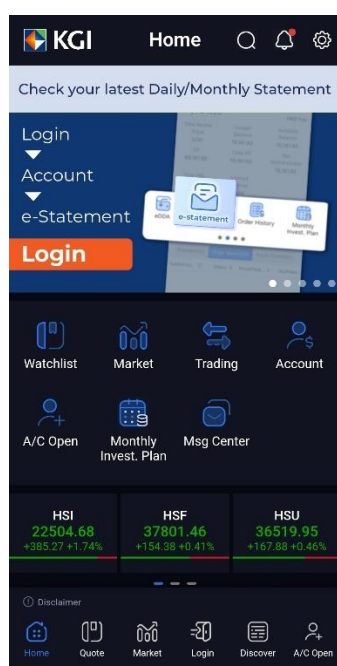 KGI
Home
Check your latest Daily/Monthly Statement
Login
Account
e-Statement
Login
eDDA
e-statement
Order History
Monthly
Invest. Plan
Watchlist
Market
Trading
Account
A/C Open
Monthly
Invest. Plan
Msg Center
HSI
22504.68
+385.27 +1.74%
HSF
37801.46
+154.38 +0.41%
HSU
36519.95
+167.88 +0.46%
Disclaimer
Home
Quote
Market
Login
Discover
A/C Open